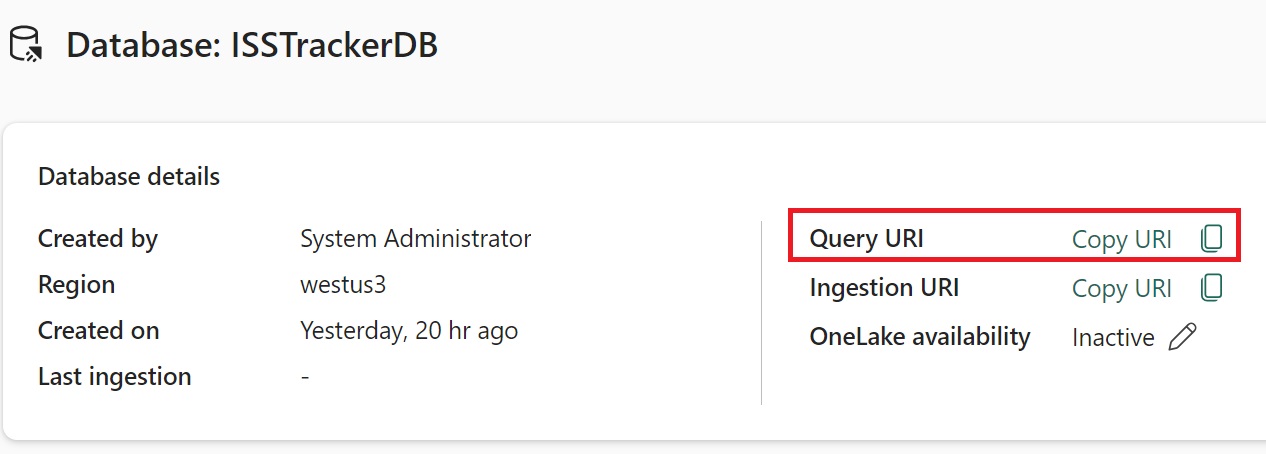 Database: ISSTrackerDB
Database details
Created by System Administrator
Region westus3
Created on Yesterday, 20 hr ago
Last ingestion -
Query URI Copy URI
Ingestion URI Copy URI
OneLake availability Inactive